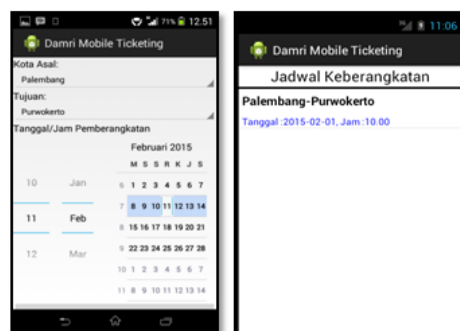 71% 12.51
Damri Mobile Ticketing
Kota Asal:
Palembang
Tujuan:
Purwokerto
Tanggal/Jam Pemberangkatan
Februari 2015
M S S R K J S
10 Jan 6 1 2 3 4 5 6 7
7 8 9 10 11 12 13 14
11 Feb 8 15 16 17 18 19 20 21
12 Mar 9 22 23 24 25 26 27 28
10 1 2 3 4 5 6 7
11 8 9 10 11 12 13 14
11:06
Damri Mobile Ticketing
Jadwal Keberangkatan
Palembang-Purwokerto
Tanggal :2015-02-01, Jam :10.00